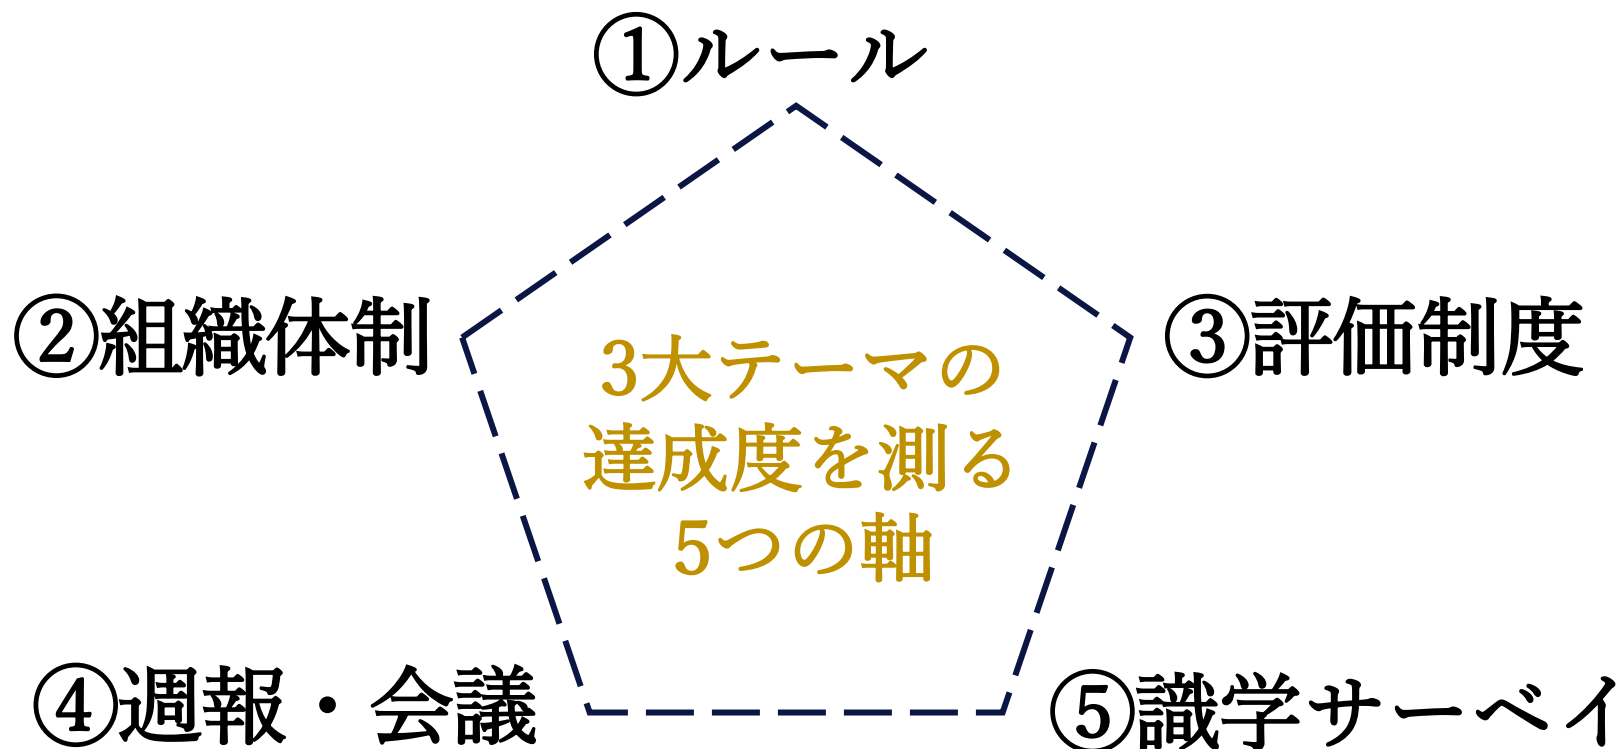 ①ルール
②組織体制
③評価制度
3大テーマの
達成度を測る
5つの軸
④週報・会議
⑤識学サーベイ